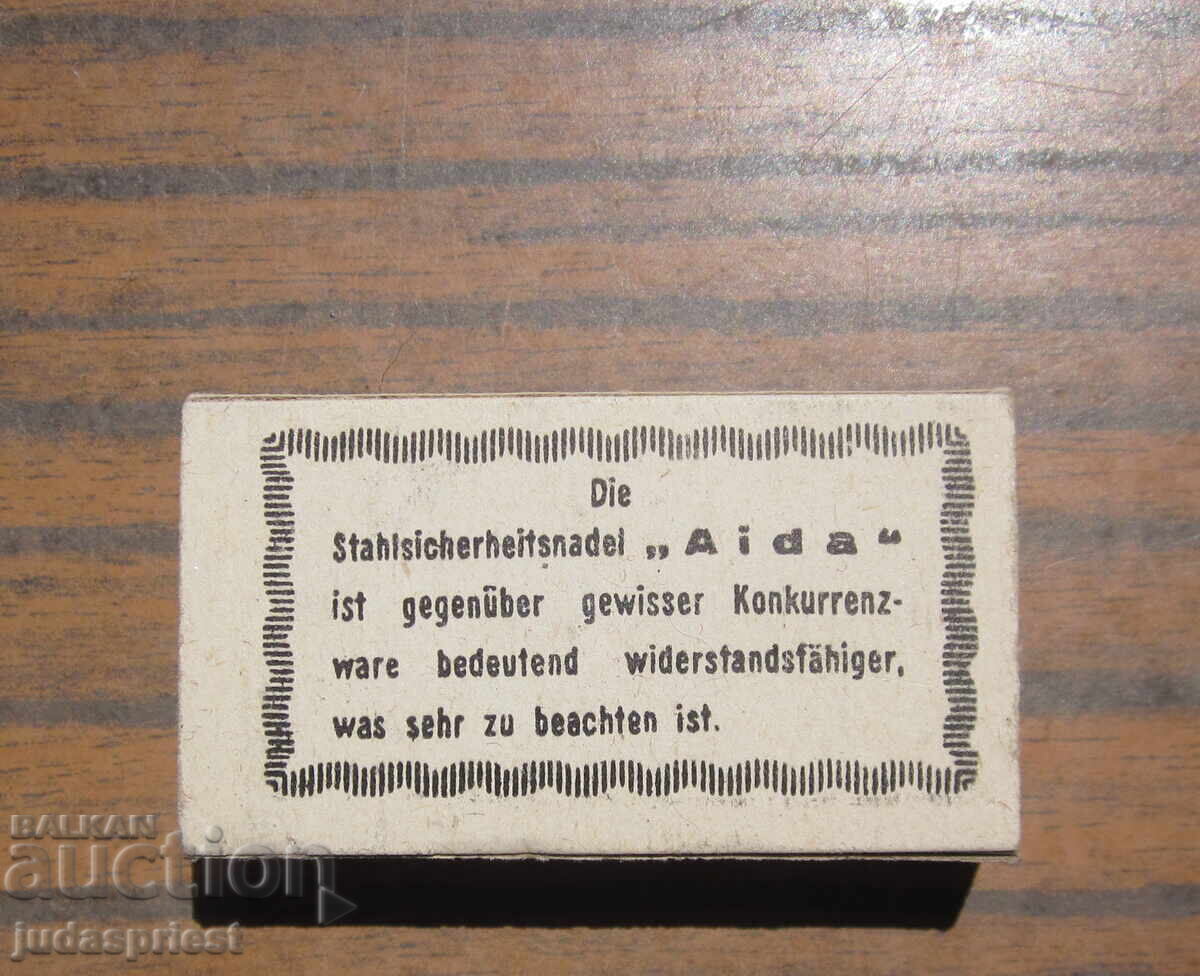 Die
Stahlsicherheitsnadel „Aida“
ist gegenüber gewisser Konkurrenz-
ware bedeutend widerstandsfähiger,
was sehr zu beachten ist.
BALKAN
auction
judaspriest